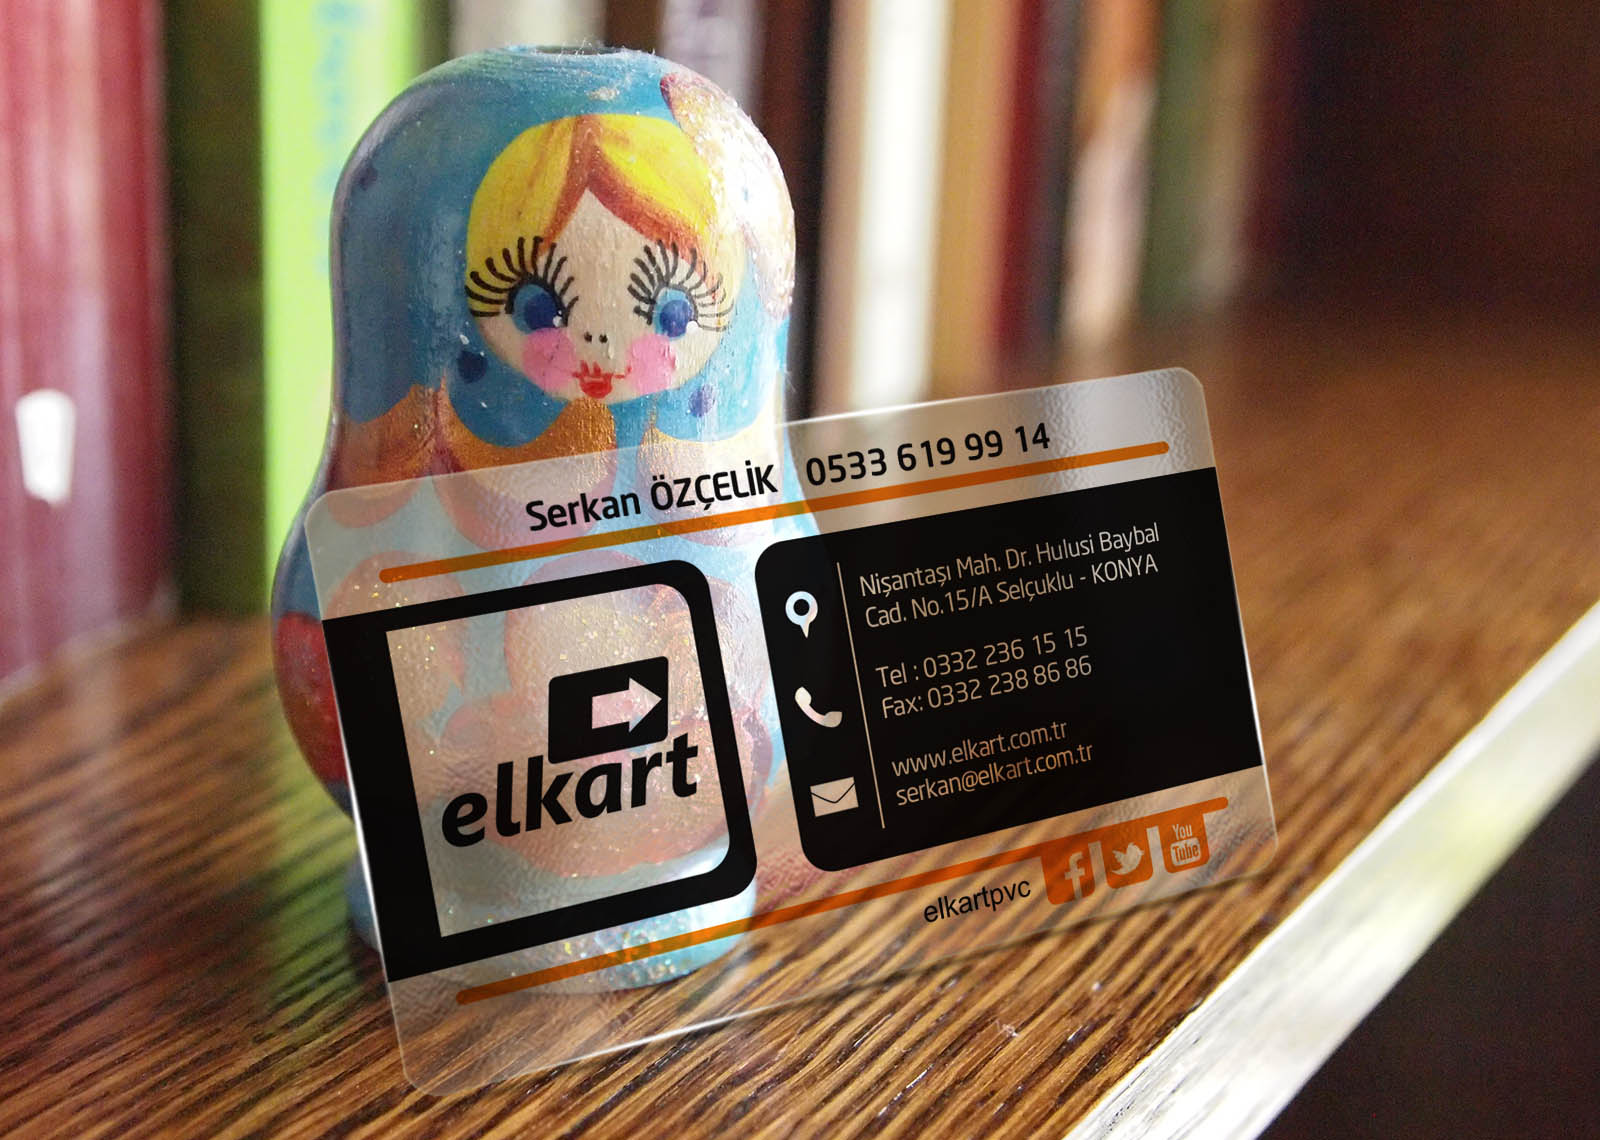 Serkan ÖZÇELİK 0533 619 99 14
elkart
Nişantaşı Mah. Dr. Hulusi Baybal
Cad. No.15/A Selçuklu - KONYA
Tel : 0332 236 15 15
Fax: 0332 238 86 86
www.elkart.com.tr
serkan@elkart.com.tr
elkartpvc f You
Tube